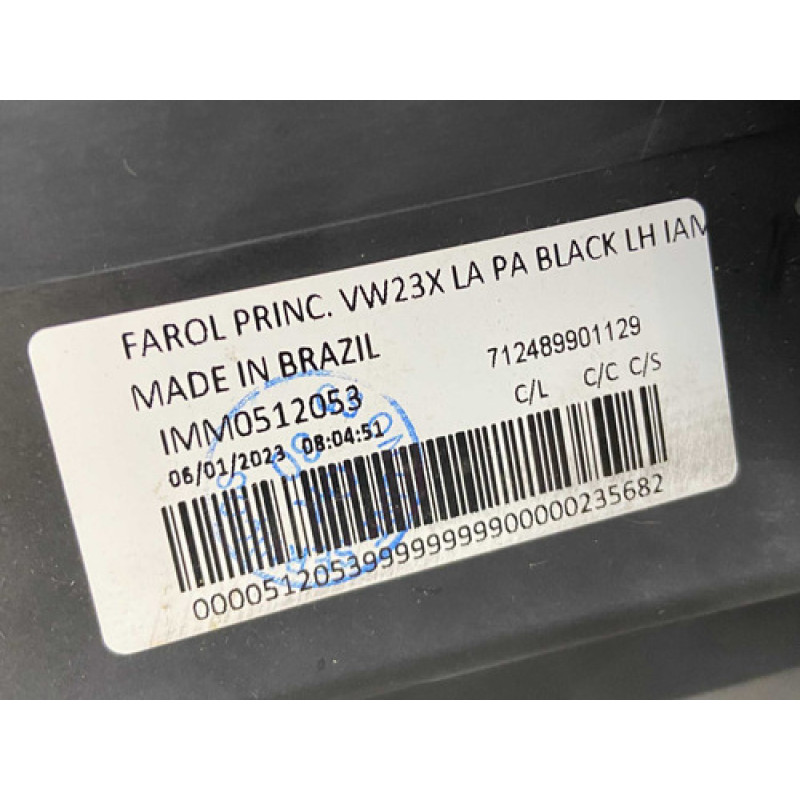 FAROL PRINC. VW23X LA PA BLACK LH IAM
MADE IN BRAZIL
712489901129
IMM0512053
C/L C/C C/S
06/01/2023 08:04:51
0000512053999999999900000235682